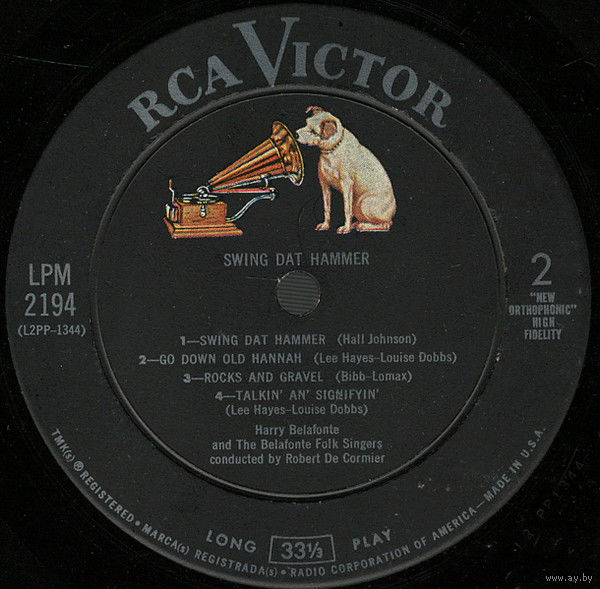 RCA VICTOR
SWING DAT HAMMER
LPM
2194
(L2PP-1344)
2
"NEW
ORTHOPHONIC"
HIGH
FIDELITY
1—SWING DAT HAMMER (Hall Johnson)
2—GO DOWN OLD HANNAH (Lee Hayes-Louise Dobbs)
3—ROCKS AND GRAVEL (Bibb-Lomax)
4—TALKIN' AN' SIGNIFYIN'
(Lee Hayes-Louise Dobbs)
Harry Belafonte
and The Belafonte Folk Singers
conducted by Robert De Cormier
LONG 33⅓ PLAY
TMK(s) ® REGISTERED • MARCA(s) REGISTRADA(s) • RADIO CORPORATION OF AMERICA—MADE IN U.S.A.
www.ay.by